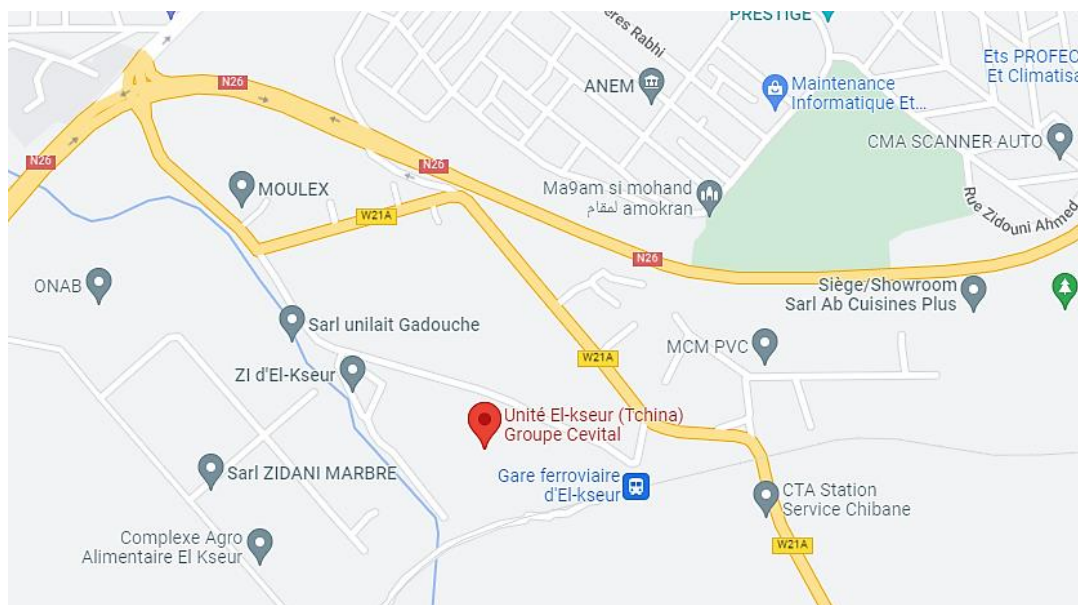 ères Rabhi
PRESTIGE
Ets PROFEC
Et Climatisa
N26
ANEM
Maintenance
Informatique Et...
CMA SCANNER AUTO
N26
N26
MOULEX
Ma9am si mohand
لمقام amokran
Rue Zidouni Ahmed
W21A
N26
ONAB
Siège/Showroom
Sarl Ab Cuisines Plus
Sarl unilait Gadouche
MCM PVC
W21A
ZI d'El-Kseur
Unité El-kseur (Tchina)
Groupe Cevital
Sarl ZIDANI MARBRE
Gare ferroviaire
d'El-kseur
CTA Station
Service Chibane
Complexe Agro
Alimentaire El Kseur
W21A